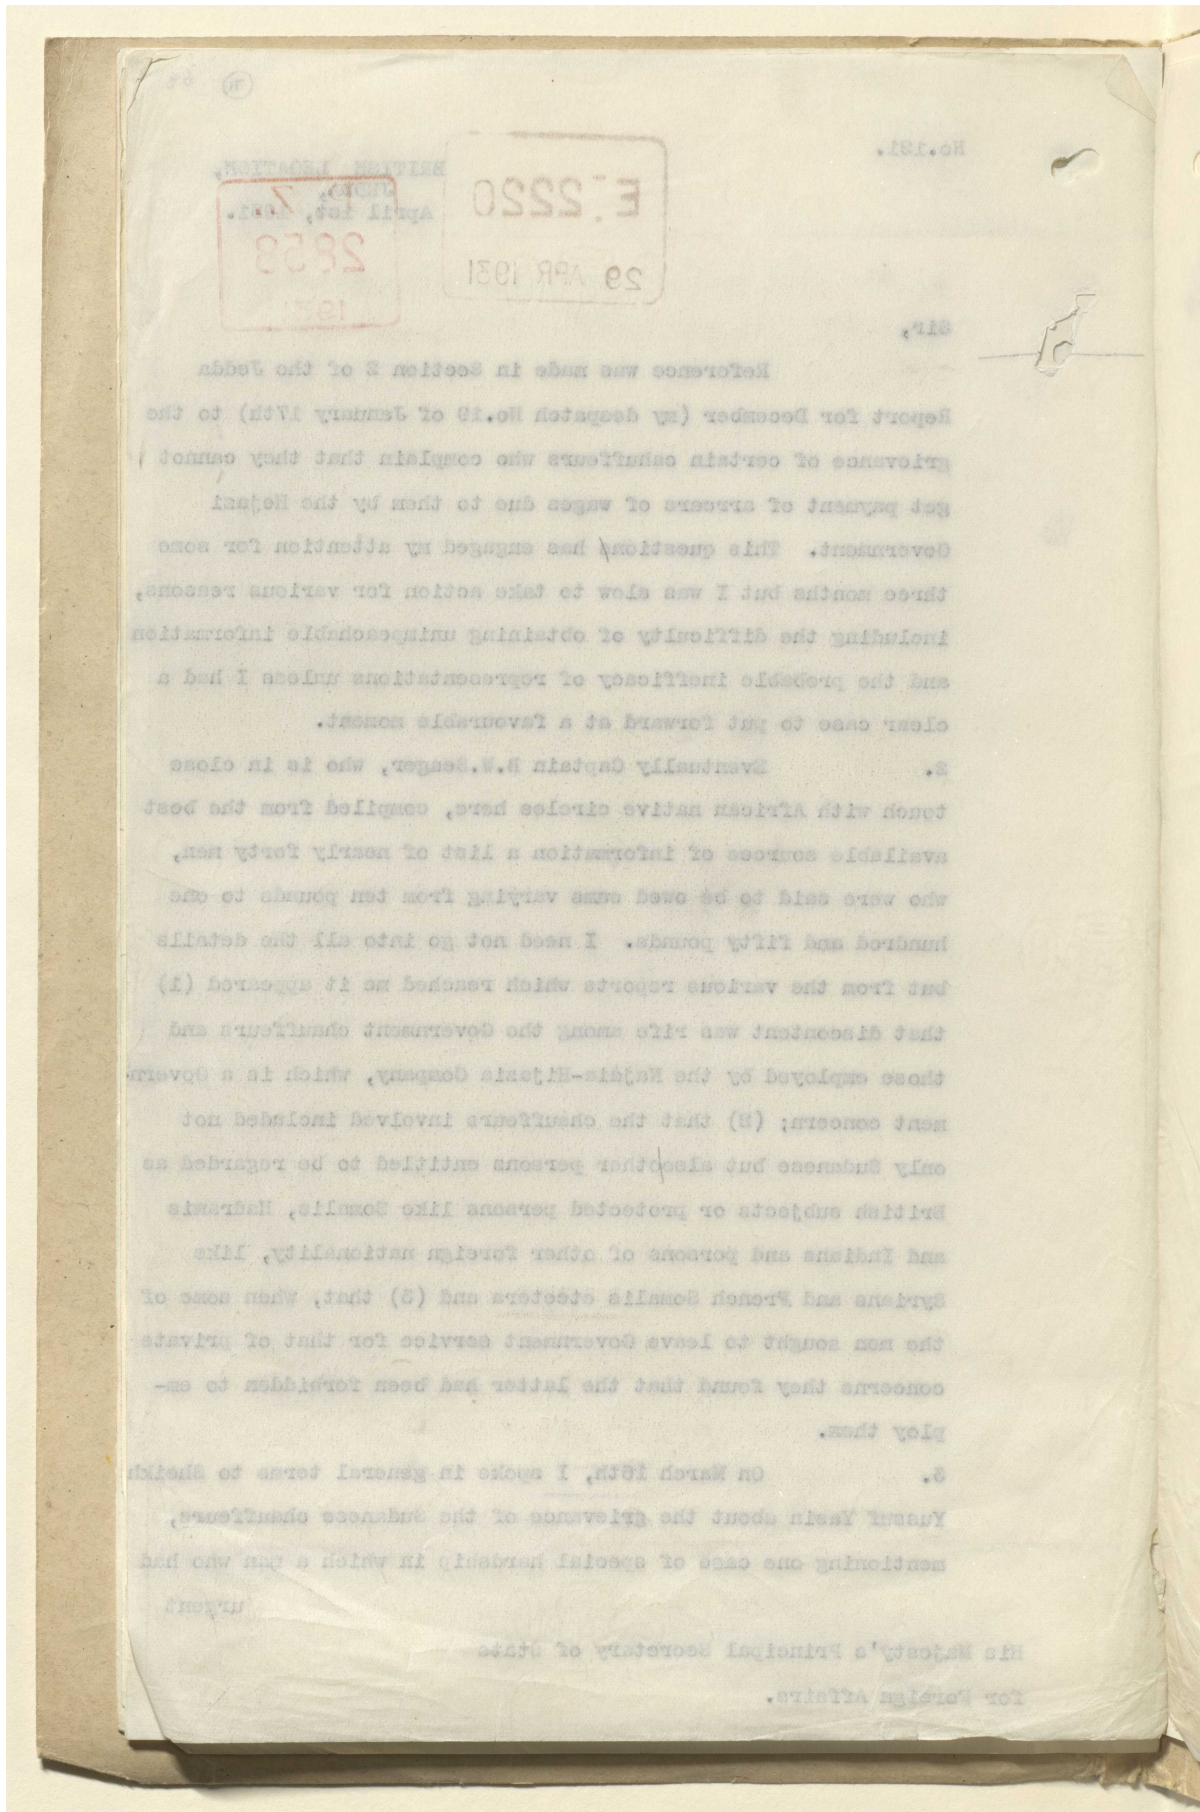 No.121.
BRITISH LEGATION,
JEDDA,
April 1st, 1931.
E 2220
29 APR 1931
P. Z.
2858
1931
Sir,
Reference was made in Section 2 of the Jedda
Report for December (my despatch No.19 of January 17th) to the
grievance of certain cahuffeurs who complain that they cannot
get payment of arrears of wages due to them by the Hejazi
Government. This questions has engaged my attention for some
three months but I was slow to take action for various reasons,
including the difficulty of obtaining unimpeachable information
and the probable inefficacy of representations unless I had a
clear case to put forward at a favourable moment.
2. Eventually Captain B.W.Seager, who is in close
touch with African native circles here, compiled from the best
available sources of information a list of nearly forty men,
who were said to be owed sums varying from ten pounds to one
hundred and fifty pounds. I need not go into all the details
but from the various reports which reached me it appeared (1)
that discontent was rife among the Government chauffeurs and
those employed by the Najdis-Hijazis Company, which is a Govern-
ment concern; (2) that the chauffeurs involved included not
only Sudanese but alsoother persons entitled to be regarded as
British subjects or protected persons like Somalis, Hadramis
and Indians and persons of other foreign nationality, like
Syrians and French Somalis etcetera and (3) that, when some of
the men sought to leave Government service for that of private
concerns they found that the latter had been forbidden to em-
ploy them.
3. On March 16th, I spoke in general terms to Sheikh
Yussuf Yasin about the grievance of the Sudanese chauffeurs,
mentioning one case of special hardship in which a man who had
urgent
His Majesty's Principal Secretary of State
for Foreign Affairs.